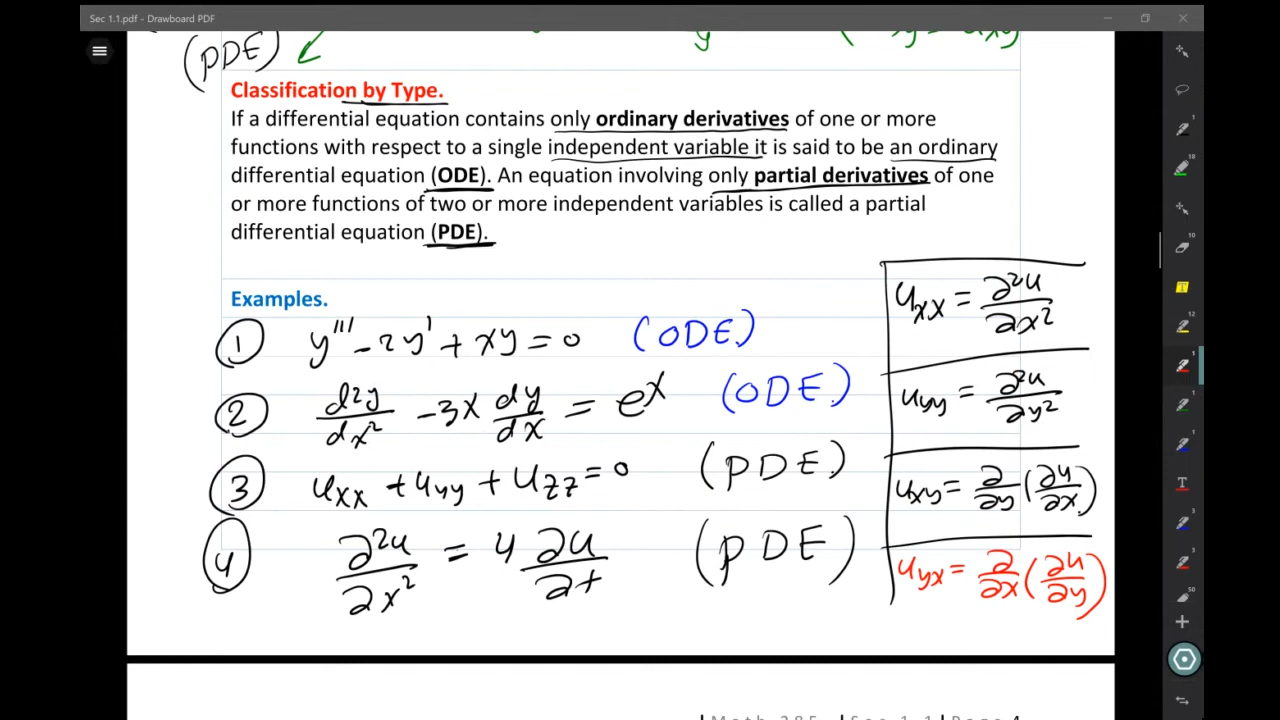 Sec 1.1.pdf - Drawboard PDF
(PDE)
Classification by Type.
If a differential equation contains only ordinary derivatives of one or more
functions with respect to a single independent variable it is said to be an ordinary
differential equation (ODE). An equation involving only partial derivatives of one
or more functions of two or more independent variables is called a partial
differential equation (PDE).
Examples.
① y''' - 2y' + xy = 0 (ODE)
② d²y/dx² - 3x dy/dx = eˣ (ODE)
③ uₓₓ + u_yy + u_zz = 0 (PDE)
④ ∂²u/∂x² = 4 ∂u/∂t (PDE)
uₓₓ = ∂²u/∂x²
u_yy = ∂²u/∂y²
u_xy = ∂/∂y (∂u/∂x)
u_yx = ∂/∂x (∂u/∂y)